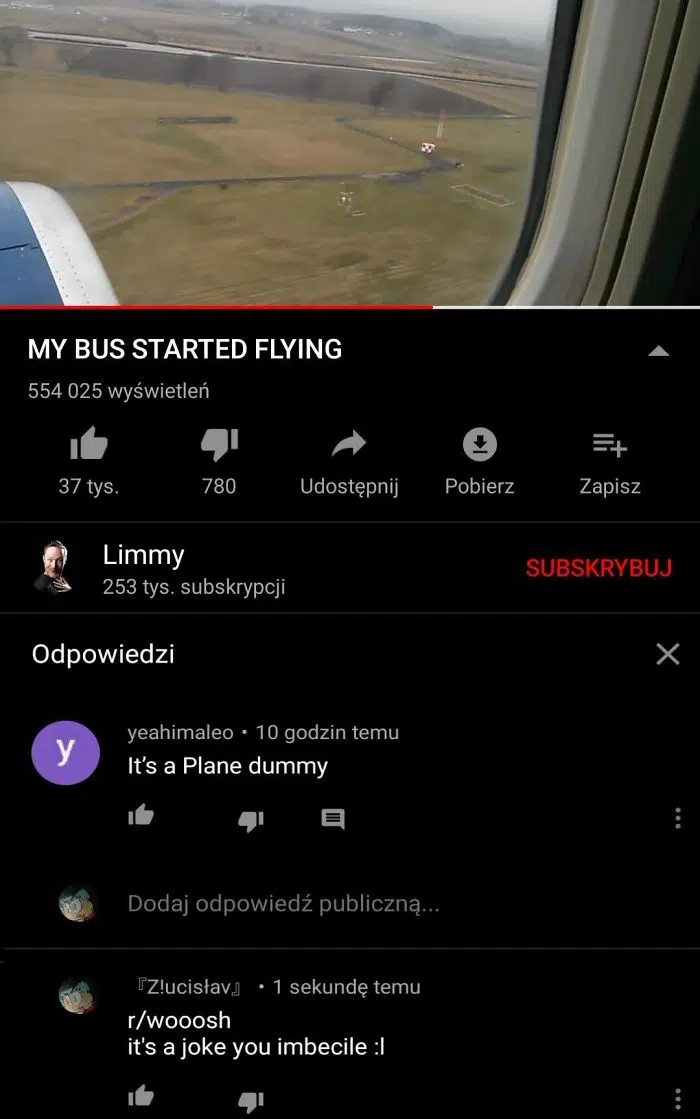 MY BUS STARTED FLYING
554 025 wyświetleń
37 tys.
780
Udostępnij
Pobierz
Zapisz
Limmy
253 tys. subskrypcji
SUBSKRYBUJ
Odpowiedzi
y
yeahimaleo • 10 godzin temu
It's a Plane dummy
Dodaj odpowiedź publiczną...
『Z!ucisłav』 • 1 sekundę temu
r/wooosh
it's a joke you imbecile :l